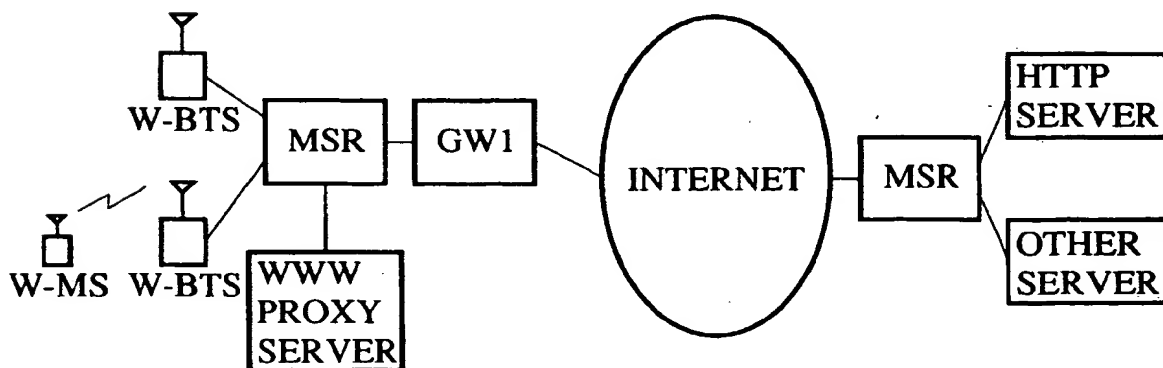 W-BTS
MSR
GW1
INTERNET
MSR
HTTP
SERVER
W-MS
W-BTS
WWW
PROXY
SERVER
OTHER
SERVER